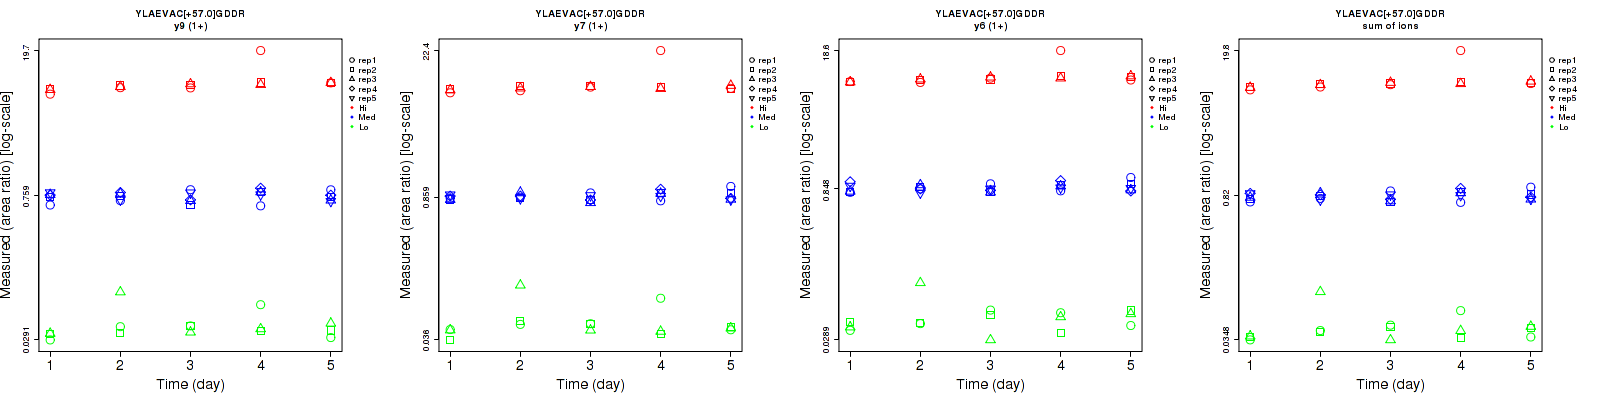 YLAEVAC[+57.0]GDDR
y9 (1+)
Measured (area ratio) [log-scale]
19.7
0.759
0.0291
1 2 3 4 5
Time (day)
rep1
rep2
rep3
rep4
rep5
Hi
Med
Lo
YLAEVAC[+57.0]GDDR
y7 (1+)
Measured (area ratio) [log-scale]
22.4
0.859
0.036
1 2 3 4 5
Time (day)
rep1
rep2
rep3
rep4
rep5
Hi
Med
Lo
YLAEVAC[+57.0]GDDR
y6 (1+)
Measured (area ratio) [log-scale]
18.6
0.848
0.0289
1 2 3 4 5
Time (day)
rep1
rep2
rep3
rep4
rep5
Hi
Med
Lo
YLAEVAC[+57.0]GDDR
sum of ions
Measured (area ratio) [log-scale]
19.8
0.82
0.0348
1 2 3 4 5
Time (day)
rep1
rep2
rep3
rep4
rep5
Hi
Med
Lo